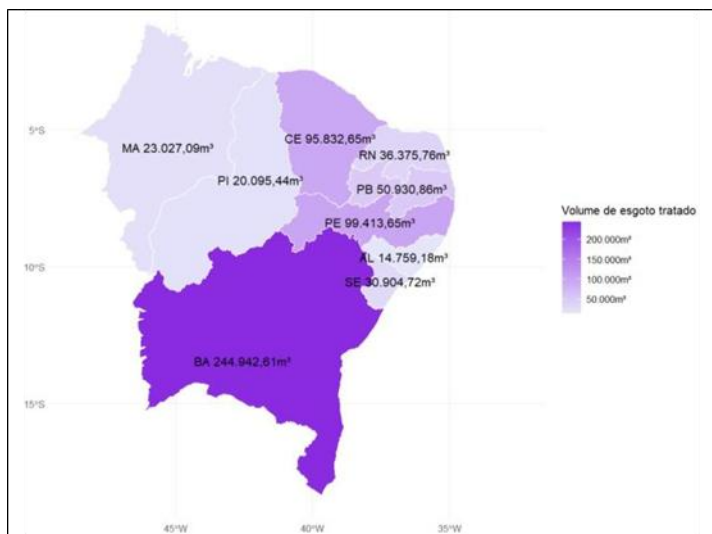 5°S
CE 95.832,65m³
MA 23.027,09m³
RN 36.375,76m³
PI 20.095,44m³
PB 50.930,86m³
PE 99.413,65m³
Volume de esgoto tratado
200.000m³
150.000m³
100.000m³
50.000m³
10°S
AL 14.759,18m³
SE 30.904,72m³
BA 244.942,61m³
15°S
45°W
40°W
35°W